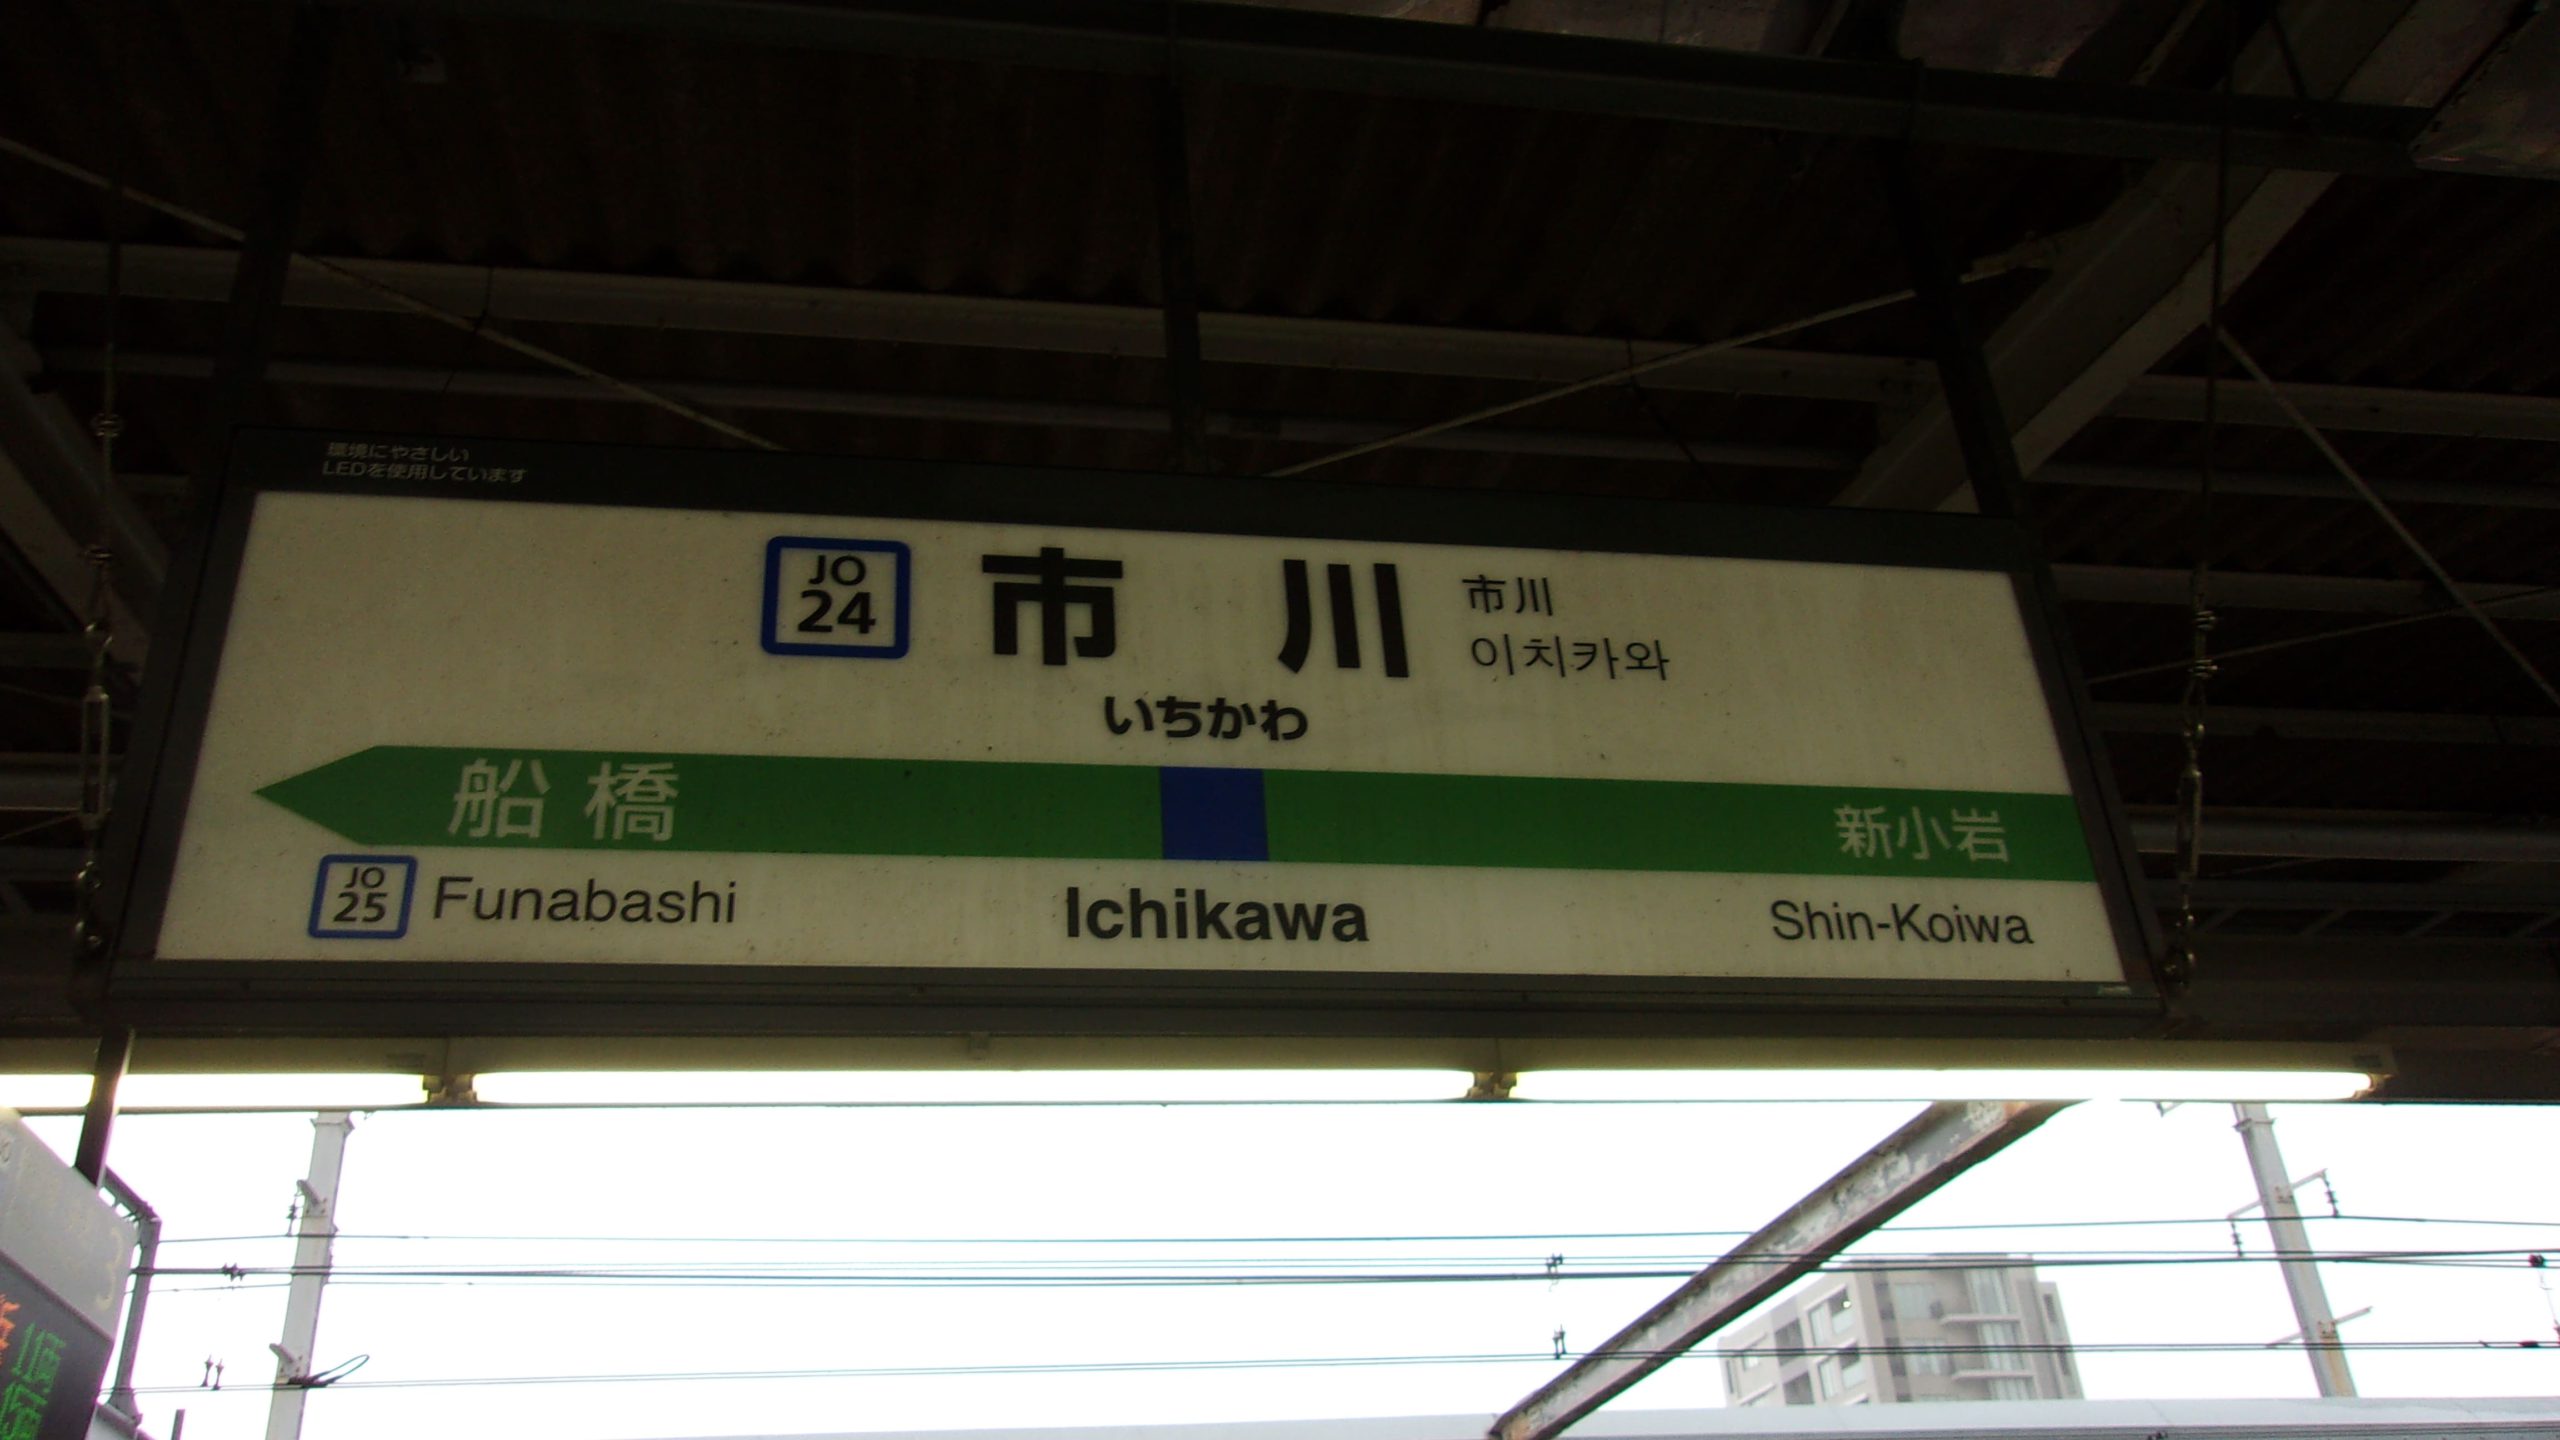 環境にやさしい
LEDを使用しています
JO
24
市川
市川
이치카와
いちかわ
船橋
新小岩
JO
25
Funabashi
Ichikawa
Shin-Koiwa